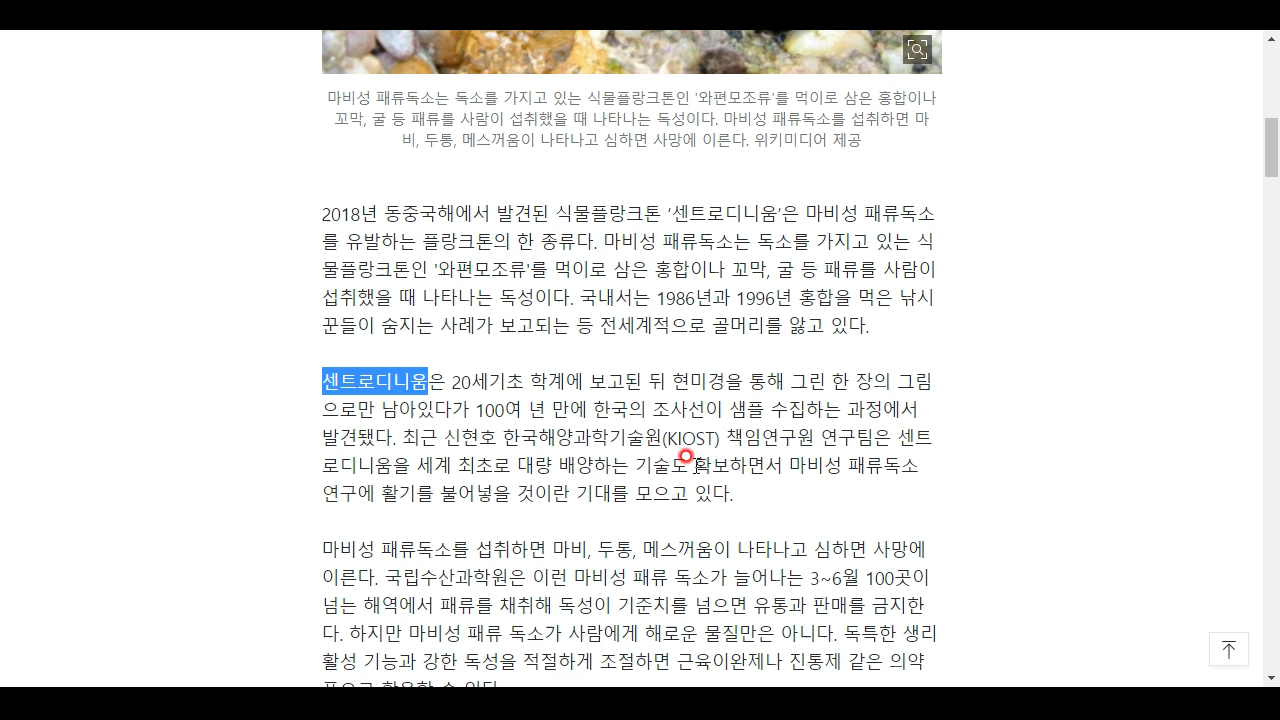 마비성 패류독소는 독소를 가지고 있는 식물플랑크톤인 '와편모조류'를 먹이로 삼은 홍합이나
꼬막, 굴 등 패류를 사람이 섭취했을 때 나타나는 독성이다. 마비성 패류독소를 섭취하면 마
비, 두통, 메스꺼움이 나타나고 심하면 사망에 이른다. 위키미디어 제공
2018년 동중국해에서 발견된 식물플랑크톤 ‘센트로디니움’은 마비성 패류독소
를 유발하는 플랑크톤의 한 종류다. 마비성 패류독소는 독소를 가지고 있는 식
물플랑크톤인 '와편모조류'를 먹이로 삼은 홍합이나 꼬막, 굴 등 패류를 사람이
섭취했을 때 나타나는 독성이다. 국내서는 1986년과 1996년 홍합을 먹은 낚시
꾼들이 숨지는 사례가 보고되는 등 전세계적으로 골머리를 앓고 있다.
센트로디니움은 20세기초 학계에 보고된 뒤 현미경을 통해 그린 한 장의 그림
으로만 남아있다가 100여 년 만에 한국의 조사선이 샘플 수집하는 과정에서
발견됐다. 최근 신현호 한국해양과학기술원(KIOST) 책임연구원 연구팀은 센트
로디니움을 세계 최초로 대량 배양하는 기술도 확보하면서 마비성 패류독소
연구에 활기를 불어넣을 것이란 기대를 모으고 있다.
마비성 패류독소를 섭취하면 마비, 두통, 메스꺼움이 나타나고 심하면 사망에
이른다. 국립수산과학원은 이런 마비성 패류 독소가 늘어나는 3~6월 100곳이
넘는 해역에서 패류를 채취해 독성이 기준치를 넘으면 유통과 판매를 금지한
다. 하지만 마비성 패류 독소가 사람에게 해로운 물질만은 아니다. 독특한 생리
활성 기능과 강한 독성을 적절하게 조절하면 근육이완제나 진통제 같은 의약